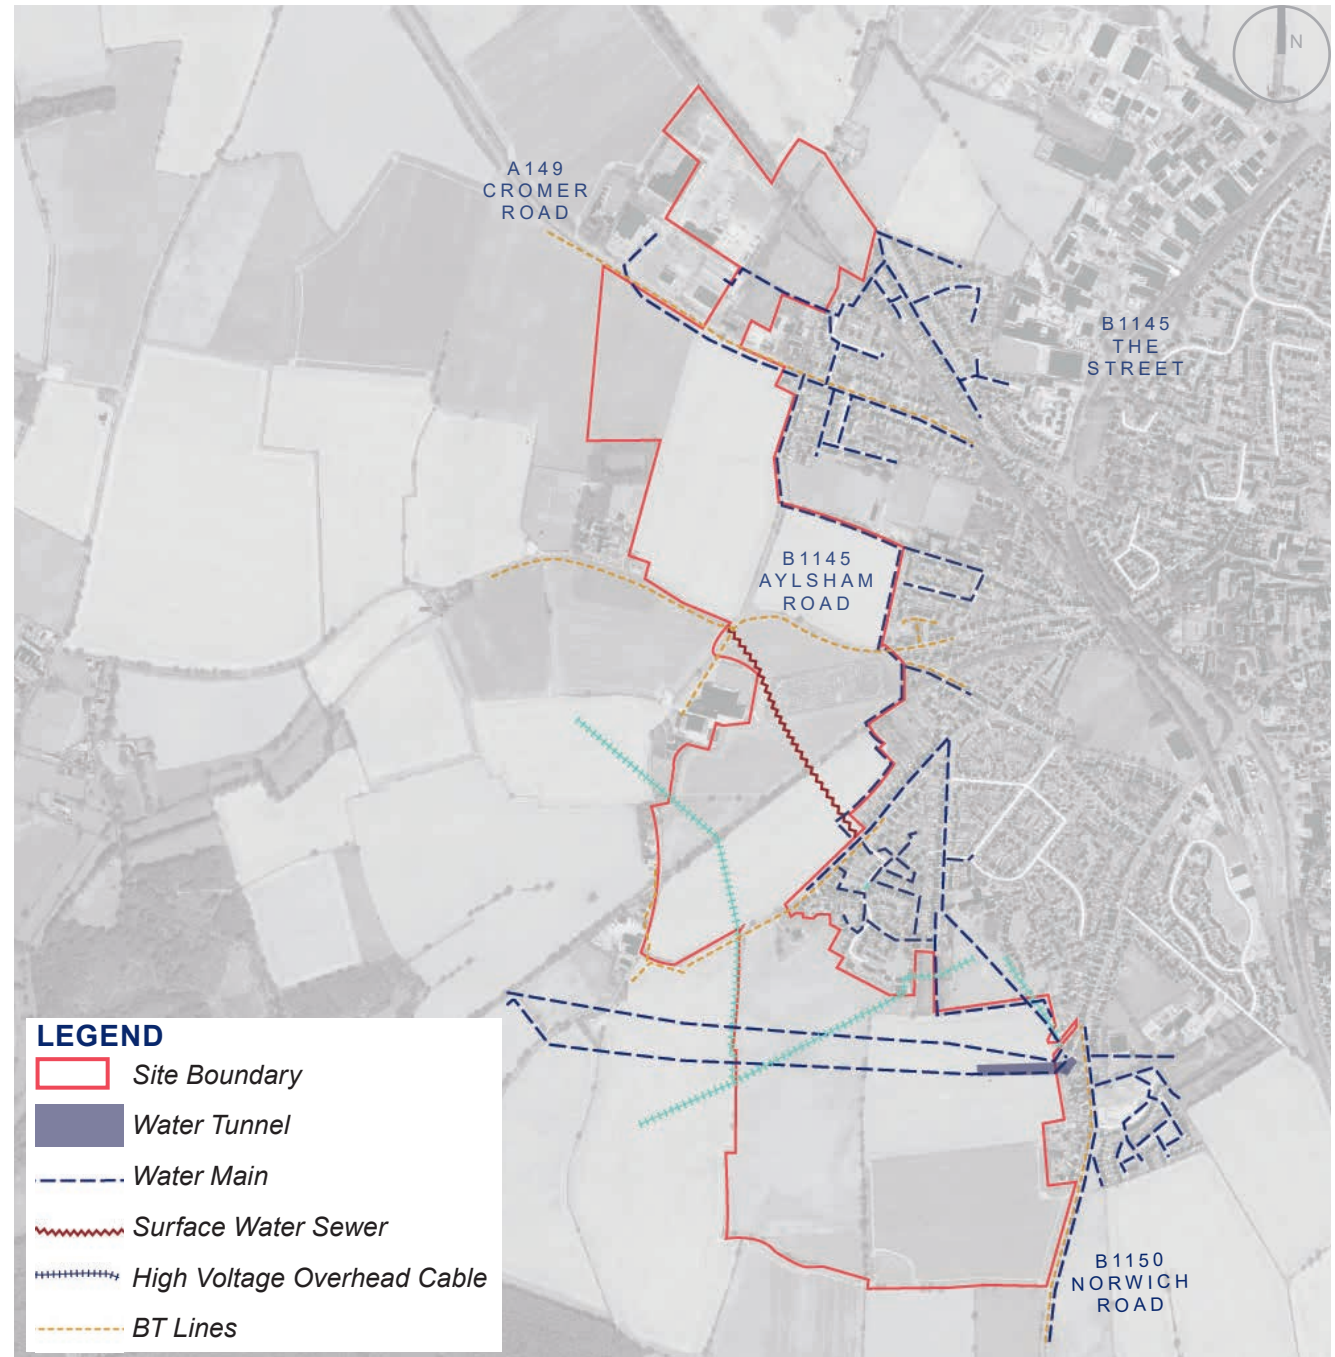 N
A149
CROMER
ROAD
B1145
THE
STREET
B1145
AYLSHAM
ROAD
LEGEND
Site Boundary
Water Tunnel
Water Main
Surface Water Sewer
High Voltage Overhead Cable
BT Lines
B1150
NORWICH
ROAD